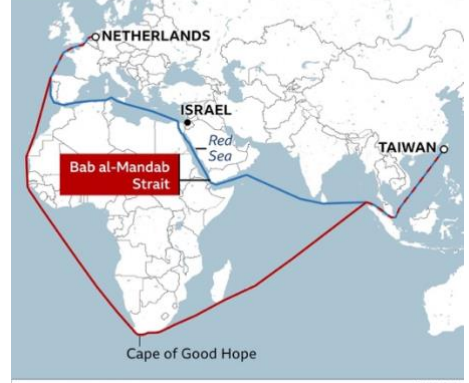 NETHERLANDS
ISRAEL
Red
Sea
TAIWAN
Bab al-Mandab
Strait
Cape of Good Hope